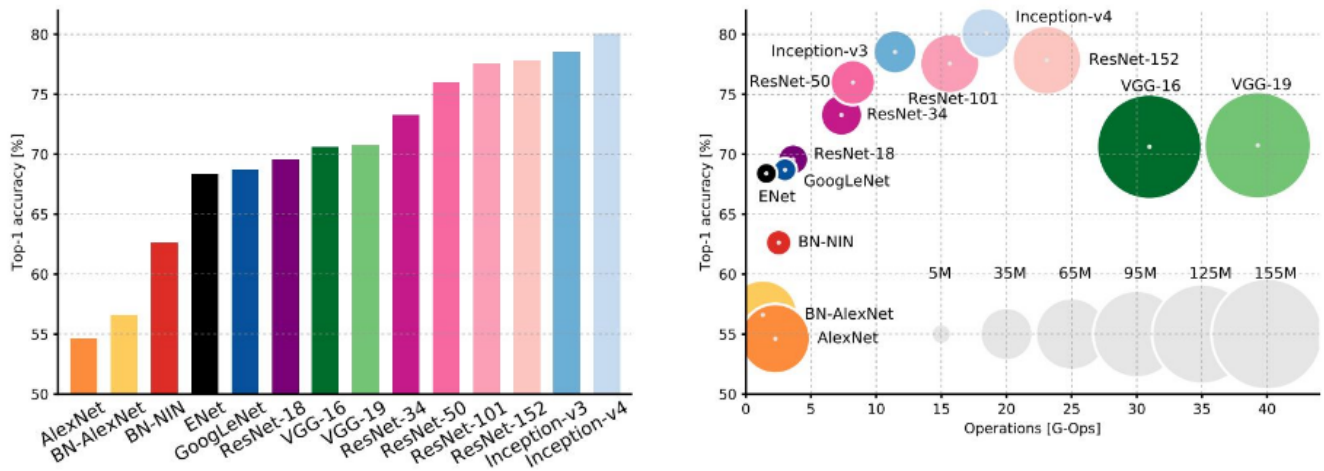 80
75
70
65
60
55
50
Top-1 accuracy [%]
AlexNet
BN-AlexNet
BN-NIN
ENet
GoogLeNet
ResNet-18
VGG-16
VGG-19
ResNet-34
ResNet-50
ResNet-101
ResNet-152
Inception-v3
Inception-v4
80
75
70
65
60
55
50
Top-1 accuracy [%]
Inception-v4
Inception-v3
ResNet-152
ResNet-50
VGG-16
VGG-19
ResNet-101
ResNet-34
ResNet-18
GoogLeNet
ENet
BN-NIN
5M 35M 65M 95M 125M 155M
BN-AlexNet
AlexNet
0 5 10 15 20 25 30 35 40
Operations [G-Ops]